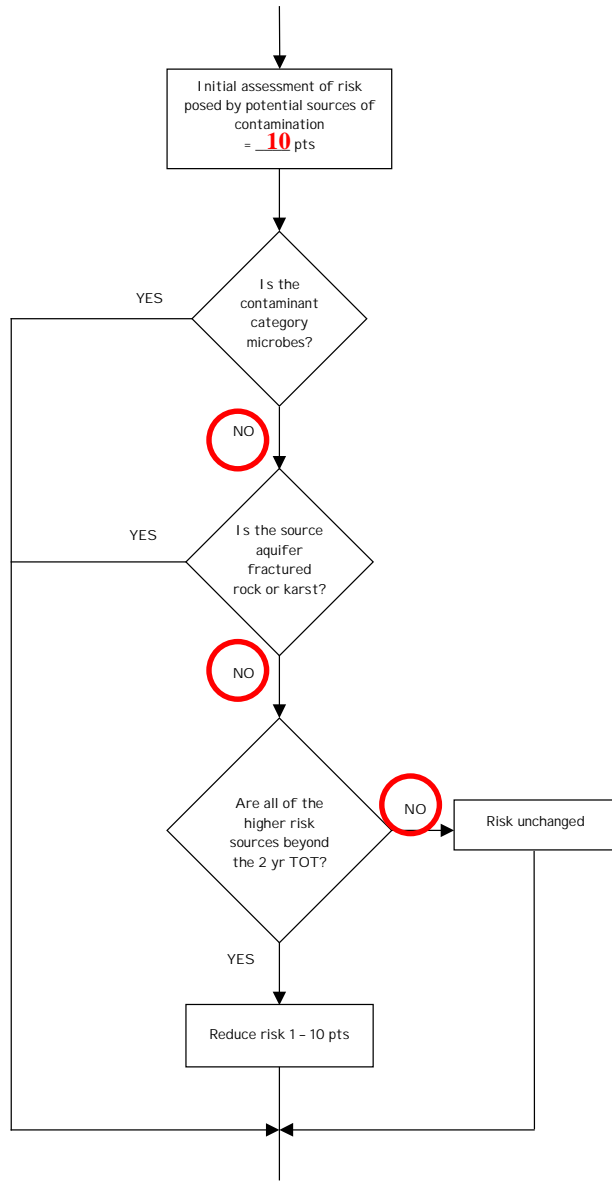 Initial assessment of risk
posed by potential sources of
contamination
= 10 pts
Is the
contaminant
category
microbes?
YES
NO
Is the source
aquifer
fractured
rock or karst?
YES
NO
Are all of the
higher risk
sources beyond
the 2 yr TOT?
NO
Risk unchanged
YES
Reduce risk 1 – 10 pts